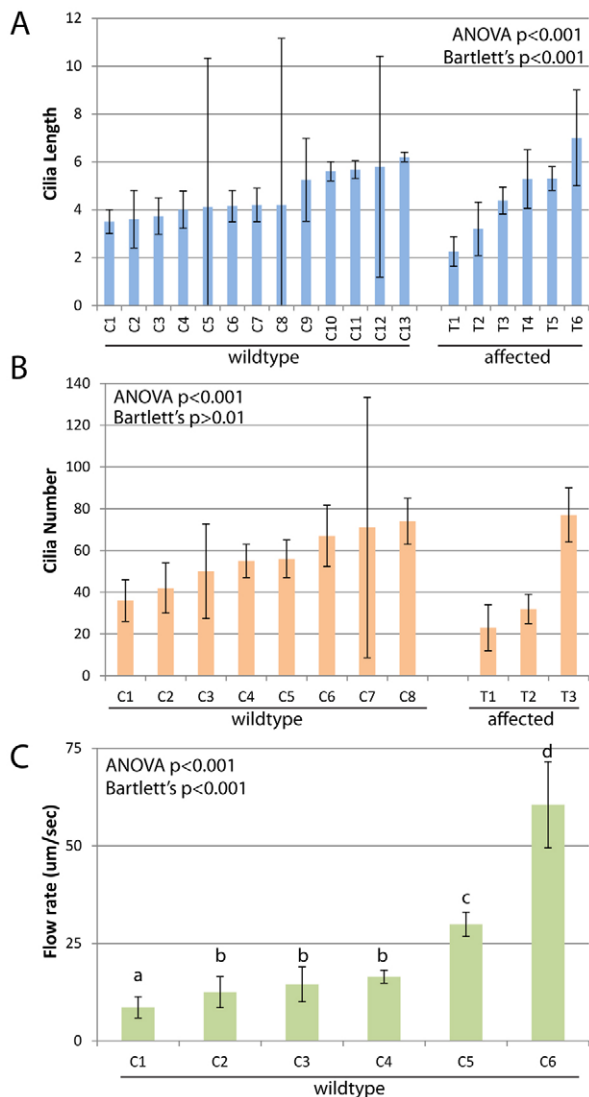 A
ANOVA p<0.001
Bartlett's p<0.001
Cilia Length
12
10
8
6
4
2
0
C1 C2 C3 C4 C5 C6 C7 C8 C9 C10 C11 C12 C13 T1 T2 T3 T4 T5 T6
wildtype affected
B
ANOVA p<0.001
Bartlett's p>0.01
Cilia Number
140
120
100
80
60
40
20
0
C1 C2 C3 C4 C5 C6 C7 C8 T1 T2 T3
wildtype affected
C
ANOVA p<0.001
Bartlett's p<0.001
Flow rate (um/sec)
75
50
25
0
a b b b c d
C1 C2 C3 C4 C5 C6
wildtype